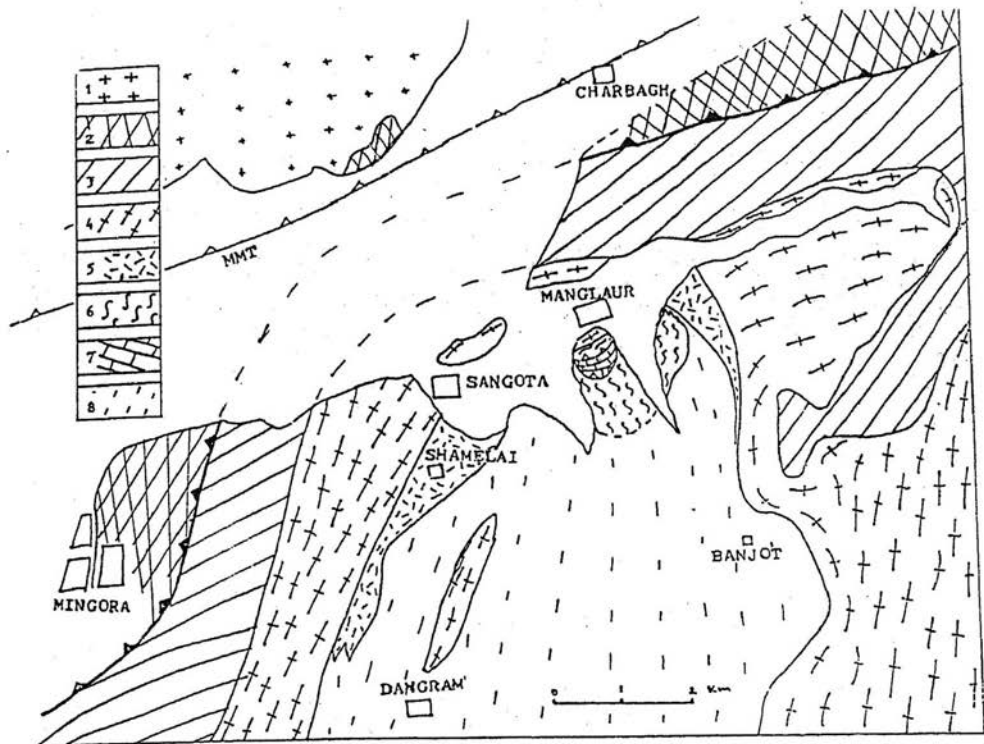 1
2
3
4
5
6
7
8
CHARBAGH
MMT
MANGLAUR
SANGOTA
SHAMELAI
BANJOT
MINGORA
DANGRAM
0 1 2 Km